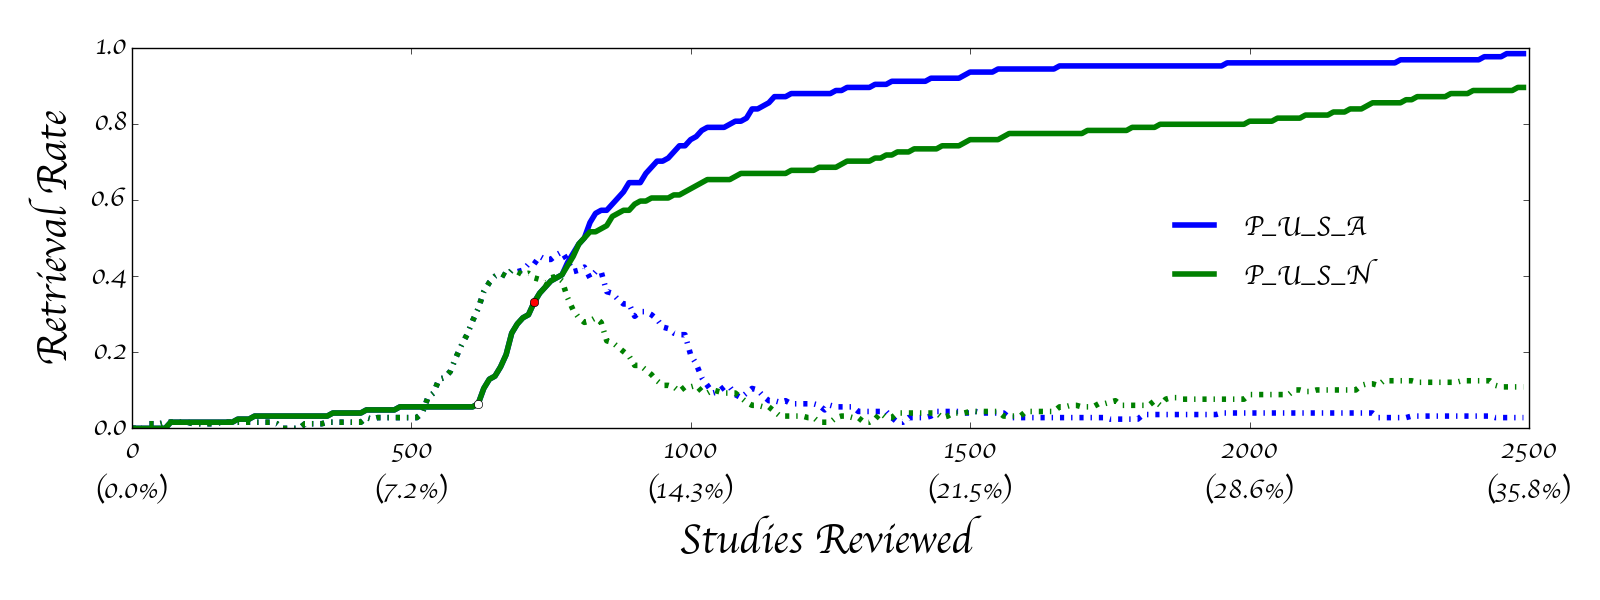 Retrieval Rate
1.0
0.8
0.6
0.4
0.2
0.0
P_U_S_A
P_U_S_N
0 500 1000 1500 2000 2500
(0.0%) (7.2%) (14.3%) (21.5%) (28.6%) (35.8%)
Studies Reviewed